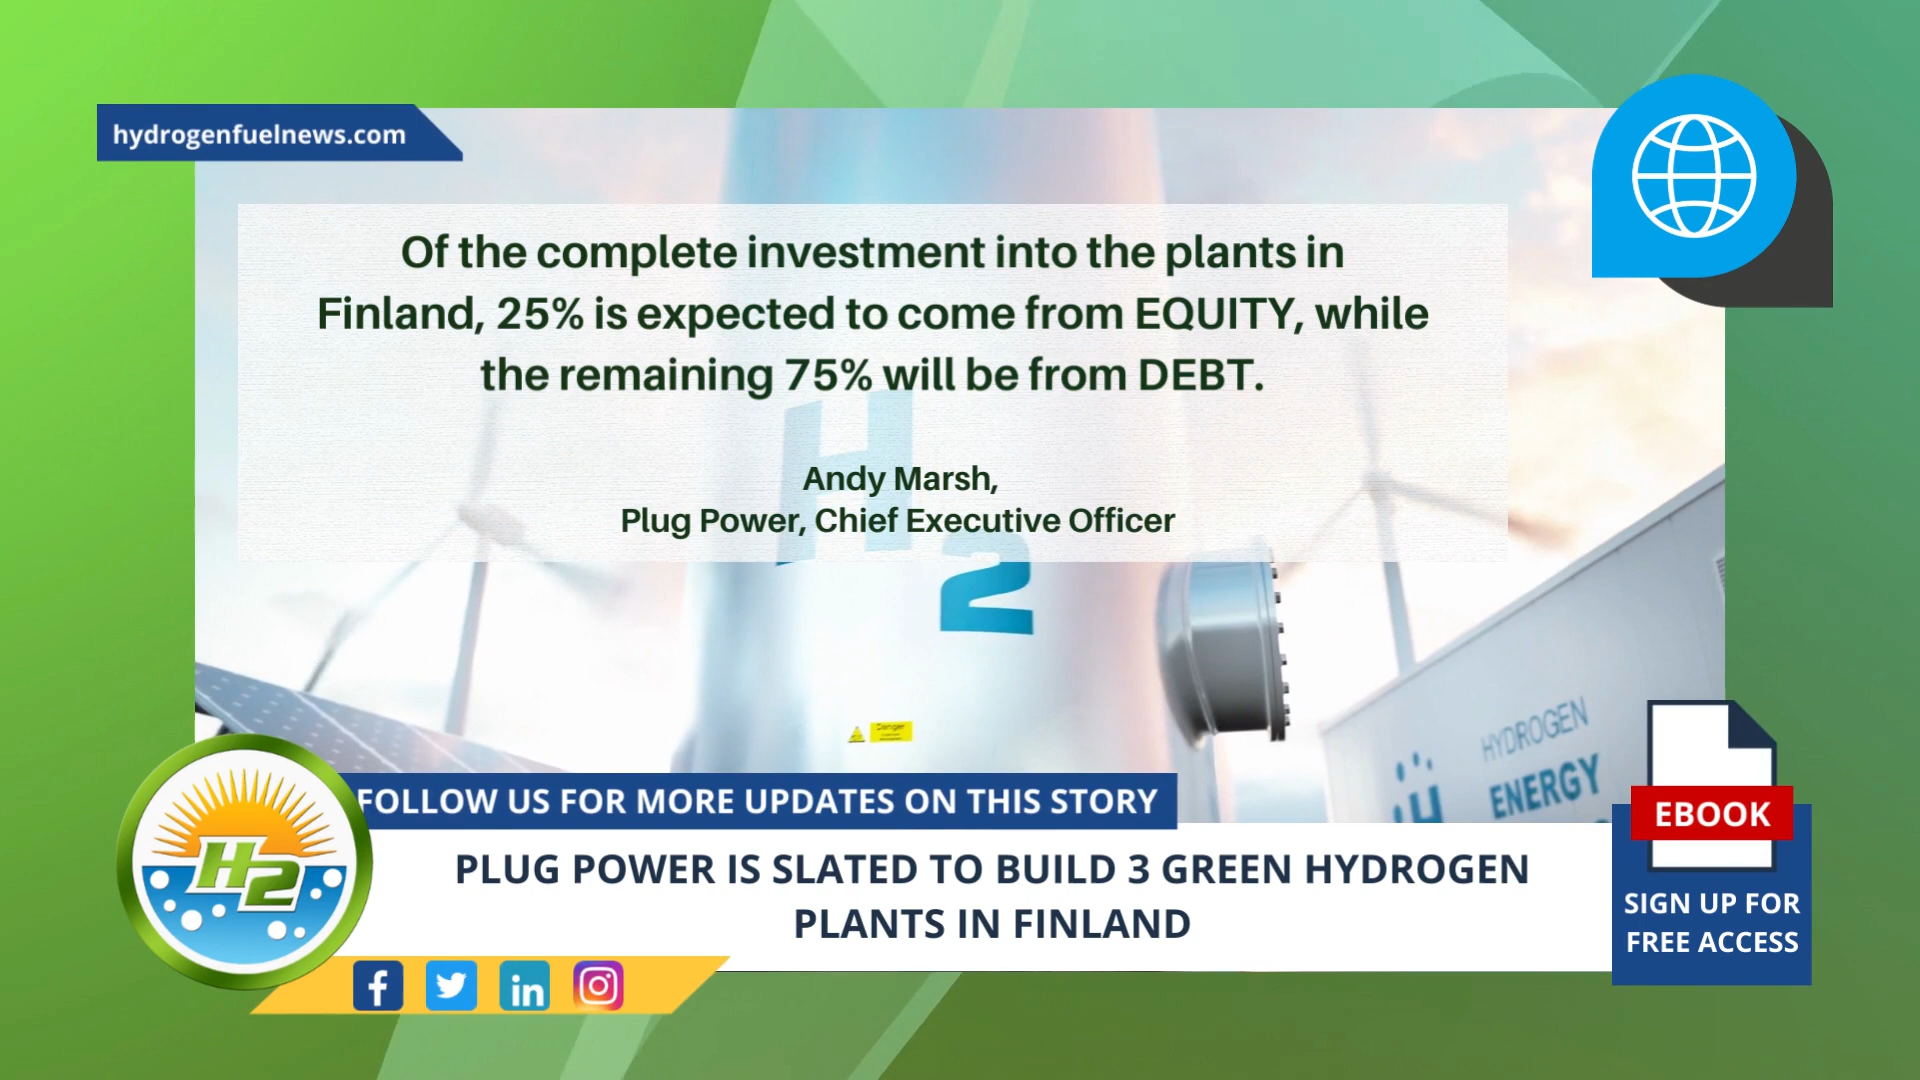 hydrogenfuelnews.com
Of the complete investment into the plants in
Finland, 25% is expected to come from EQUITY, while
the remaining 75% will be from DEBT.
Andy Marsh,
Plug Power, Chief Executive Officer
H
2
Danger
HYDROGEN
ENERGY
H
FOLLOW US FOR MORE UPDATES ON THIS STORY
PLUG POWER IS SLATED TO BUILD 3 GREEN HYDROGEN
PLANTS IN FINLAND
H2
EBOOK
SIGN UP FOR
FREE ACCESS